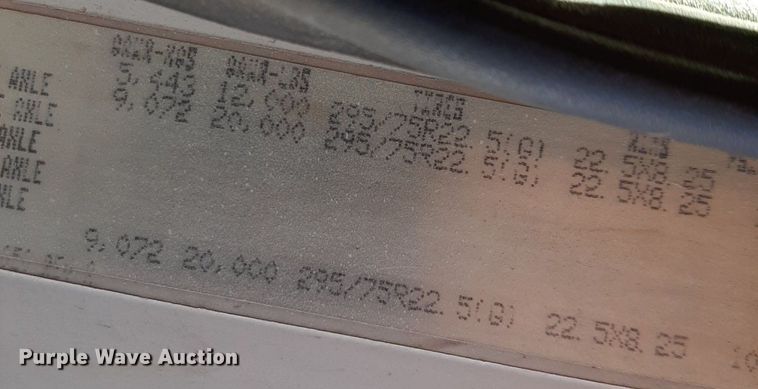 GAWR-KGS GAWR-LBS TIRES RIMS
AXLE 5,443 12,000 295/75R22.5(G) 22.5X8.25
AXLE 9,072 20,000 295/75R22.5(G) 22.5X8.25
AXLE
AXLE
XLE 9,072 20,000 295/75R22.5(G) 22.5X8.25
Purple Wave Auction